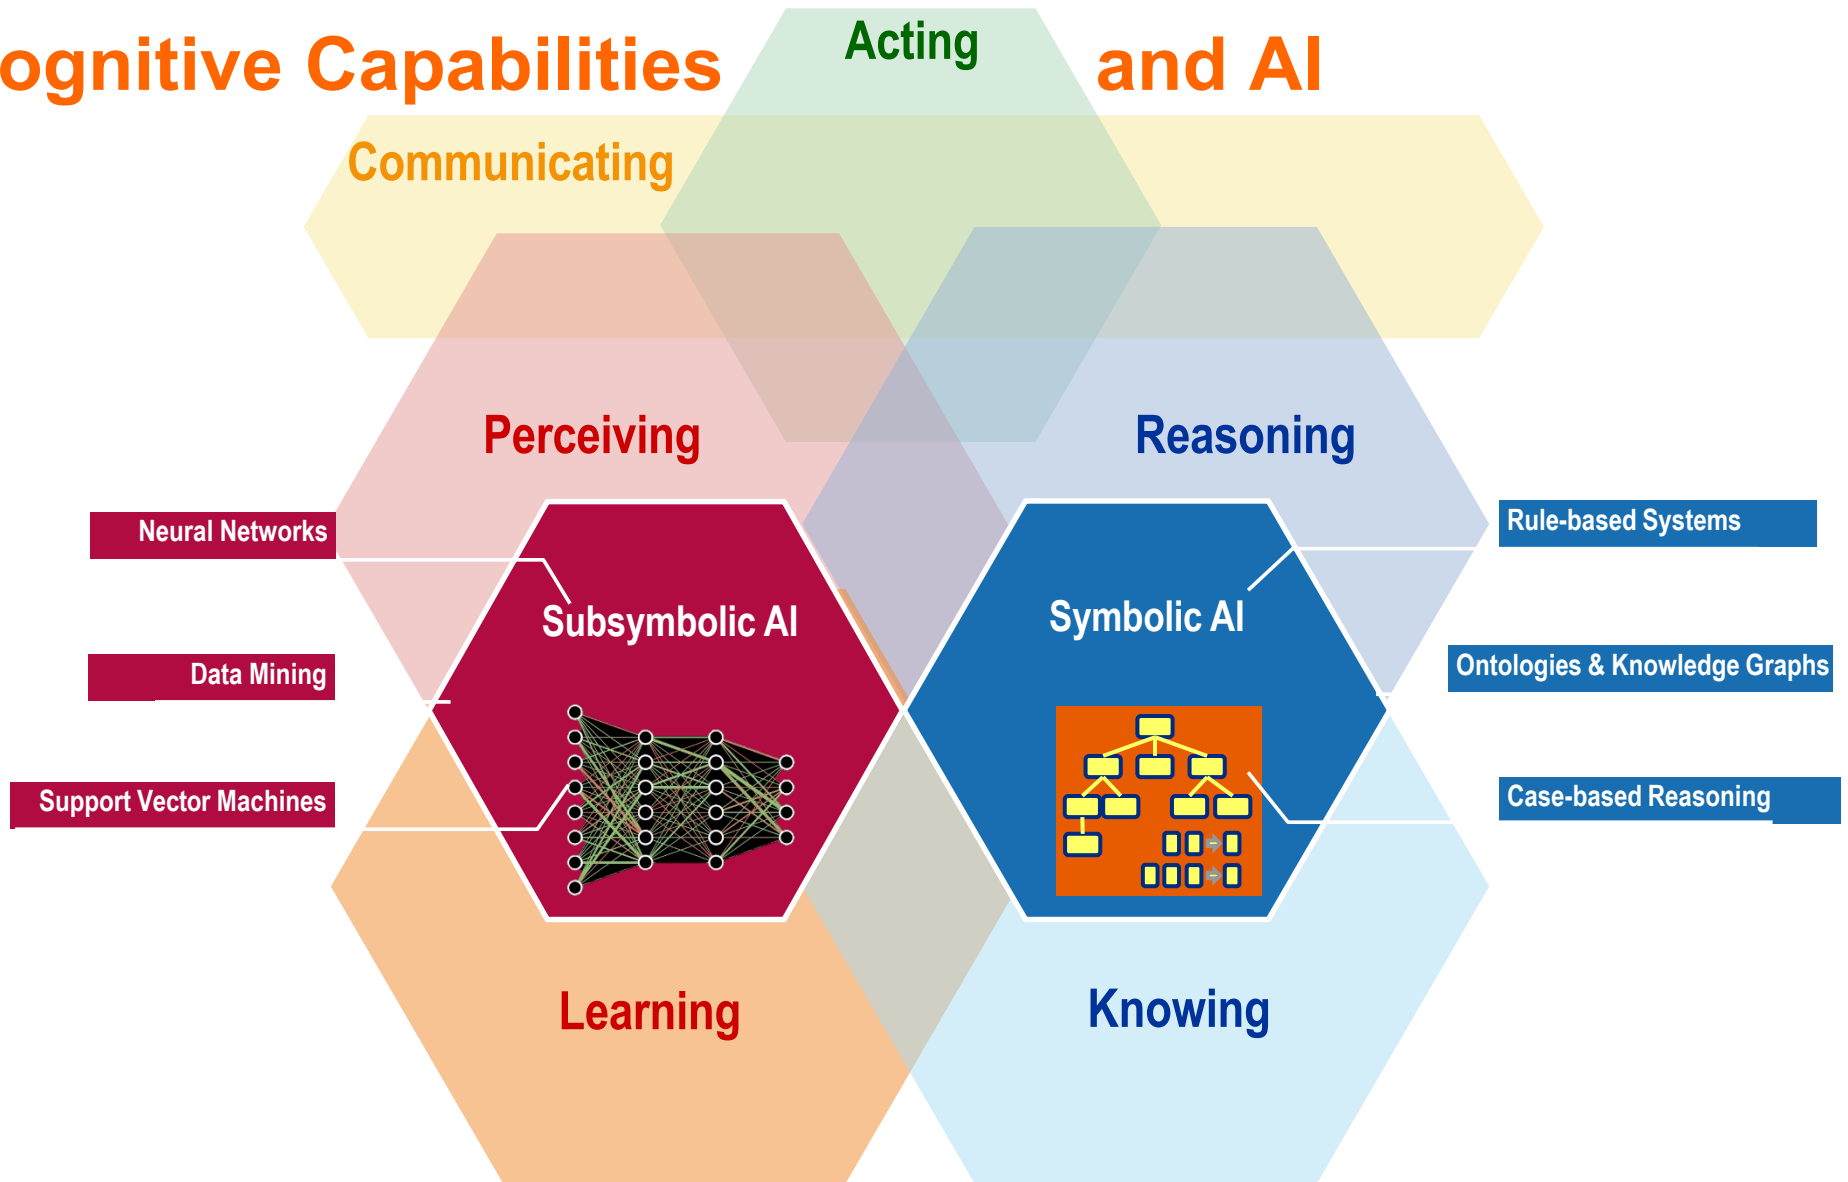 ognitive Capabilities and AI
Acting
Communicating
Perceiving
Reasoning
Neural Networks
Rule-based Systems
Subsymbolic AI
Symbolic AI
Data Mining
Ontologies & Knowledge Graphs
Support Vector Machines
Case-based Reasoning
Learning
Knowing